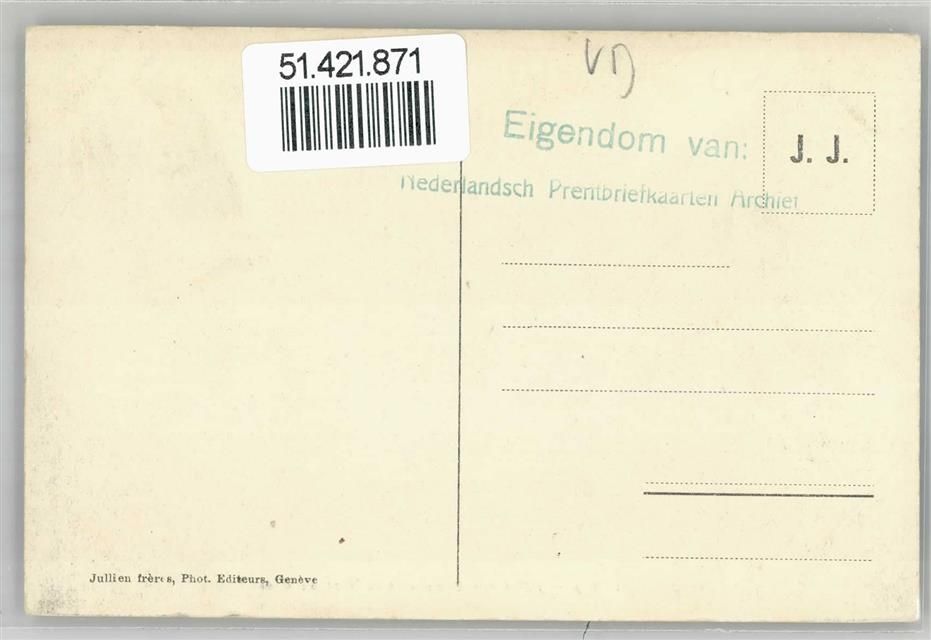 51.421.871
VD
Eigendom van:
J. J.
Nederlandsch Prentbriefkaarten Archief
Jullien frères, Phot. Editeurs, Genève